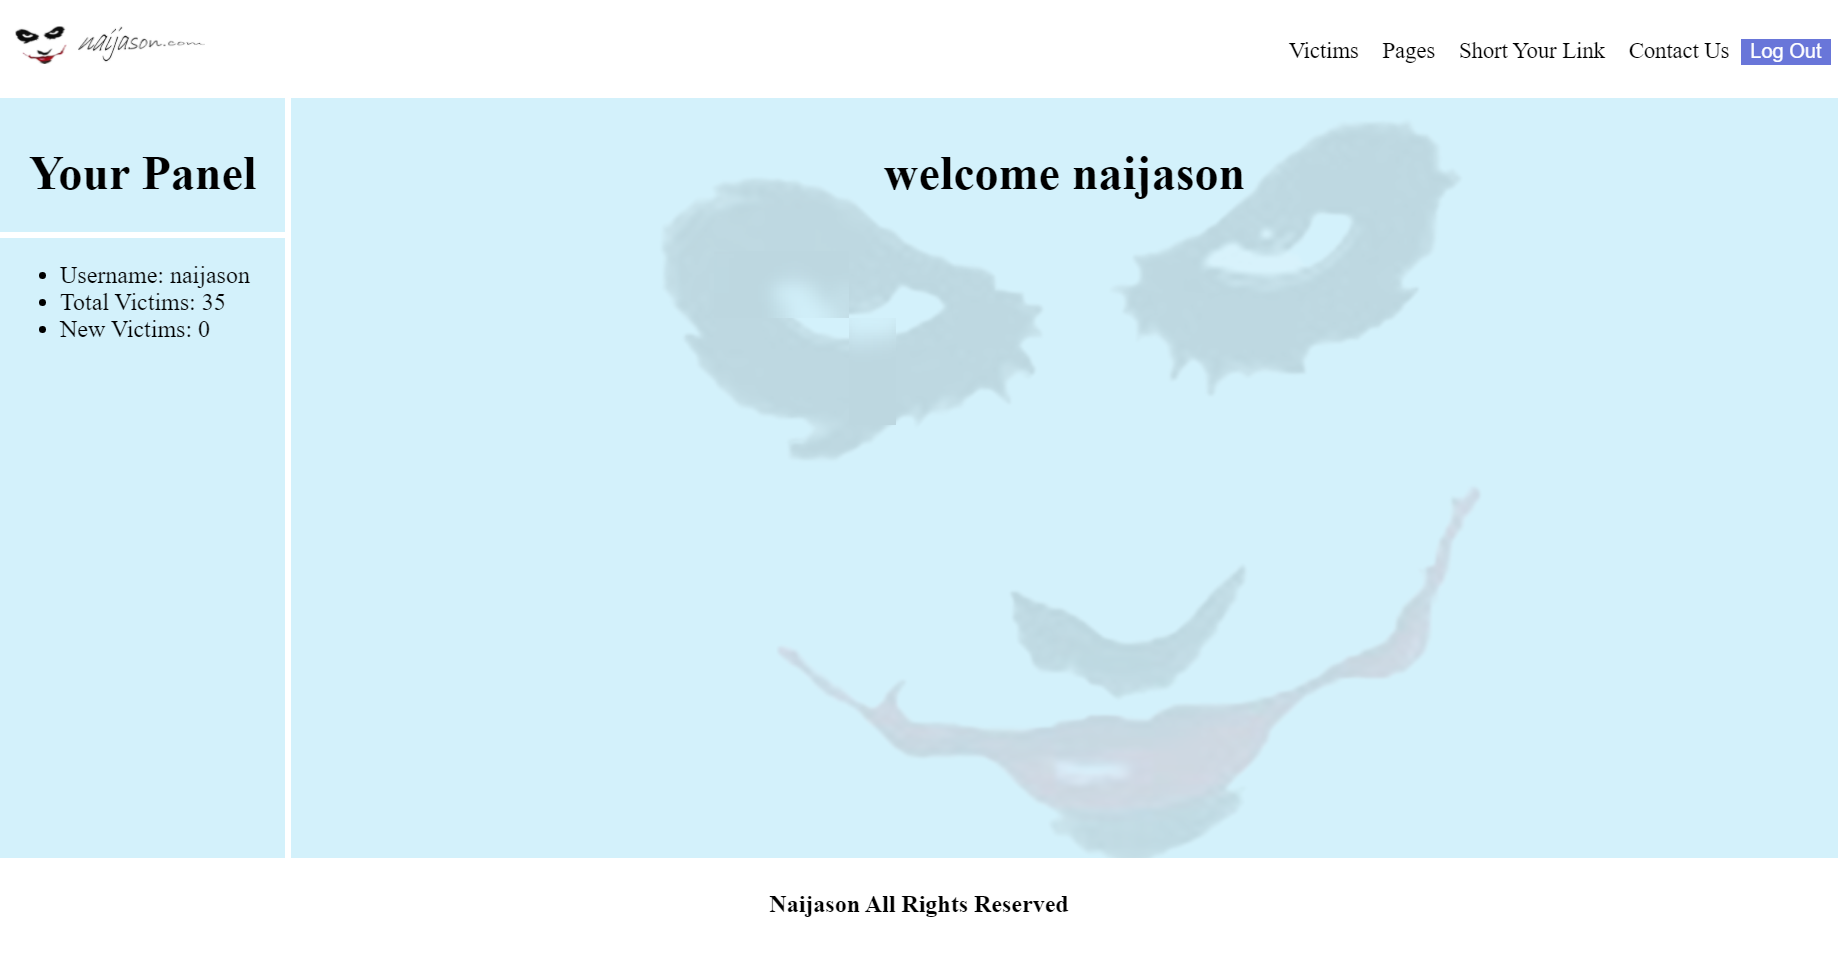 naijason.com
Victims Pages Short Your Link Contact Us Log Out
Your Panel
welcome naijason
Username: naijason
Total Victims: 35
New Victims: 0
Naijason All Rights Reserved